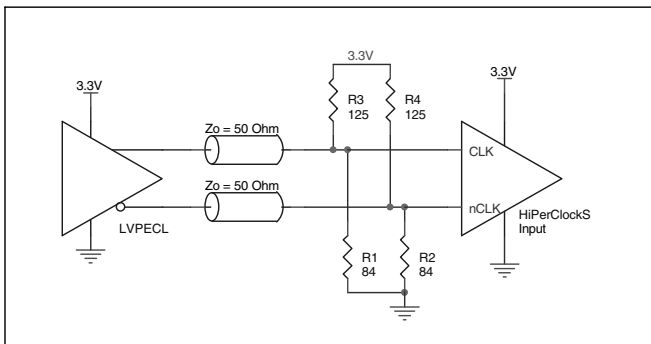 3.3V
3.3V
3.3V
R3
125
R4
125
Zo = 50 Ohm
CLK
Zo = 50 Ohm
nCLK
LVPECL
HiPerClockS
Input
R1
84
R2
84